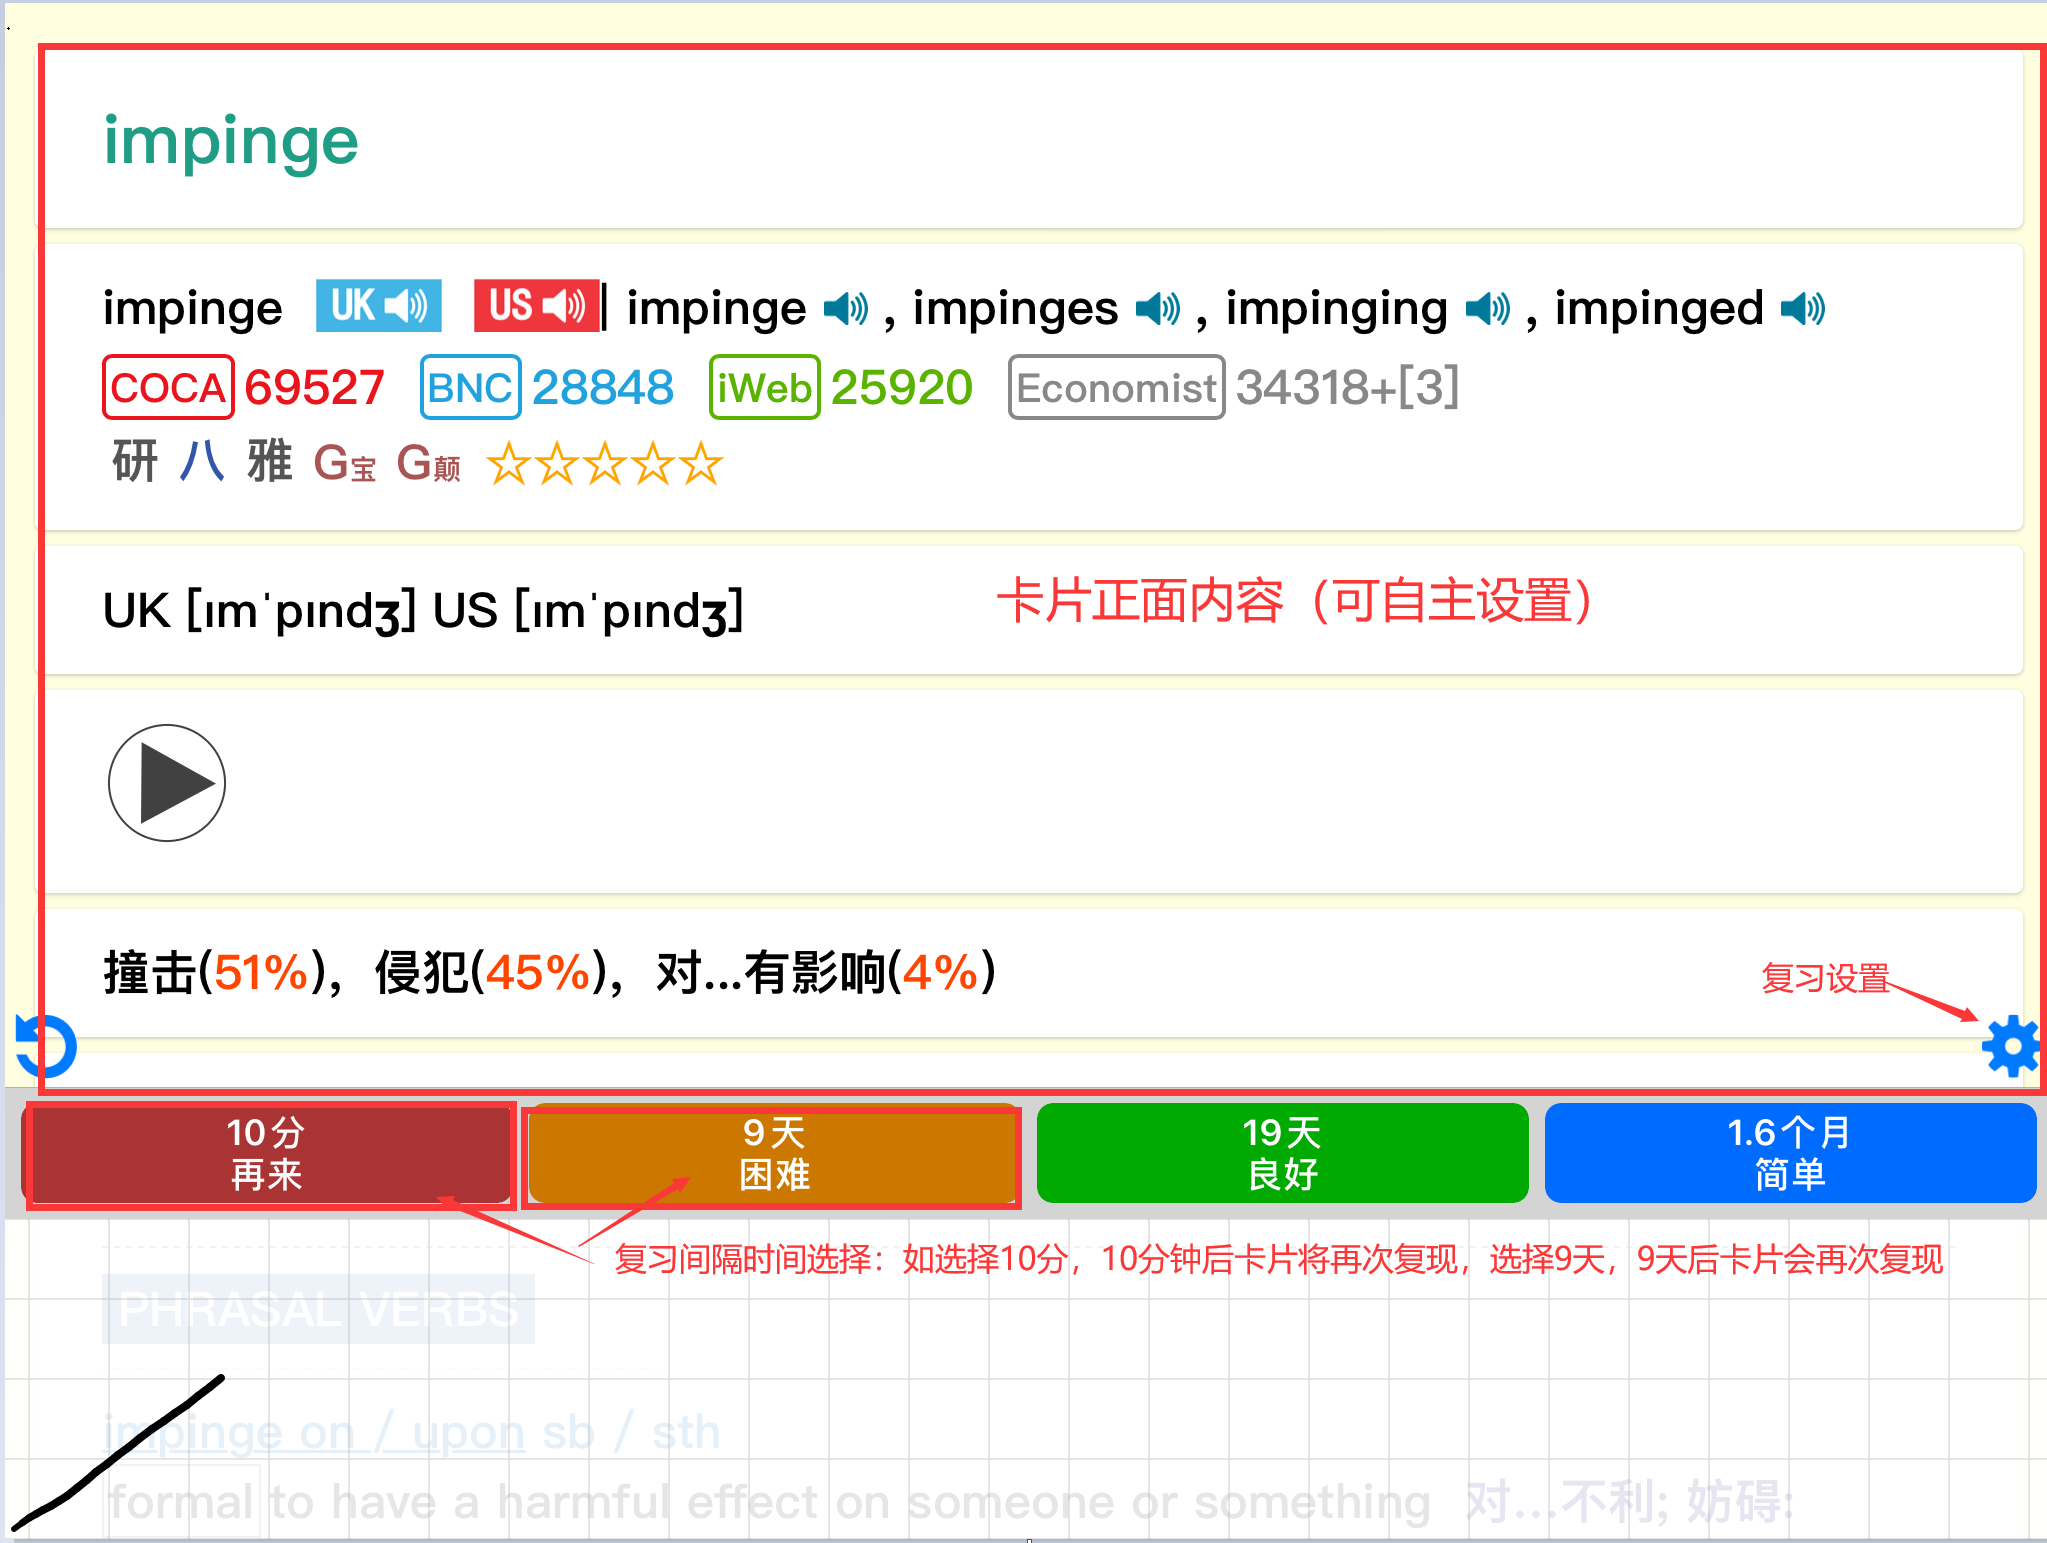 impinge
impinge UK US| impinge , impinges , impinging , impinged
COCA 69527 BNC 28848 iWeb 25920 Economist 34318+[3]
研 八 雅 G宝 G颠 ☆☆☆☆☆
UK [ɪmˈpɪndʒ] US [ɪmˈpɪndʒ]
卡片正面内容（可自主设置）
撞击(51%)，侵犯(45%)，对...有影响(4%)
复习设置
10分
再来
9天
困难
19天
良好
1.6个月
简单
复习间隔时间选择：如选择10分，10分钟后卡片将再次复现，选择9天，9天后卡片会再次复现
PHRASAL VERBS
impinge on / upon sb / sth
formal to have a harmful effect on someone or something 对…不利; 妨碍: